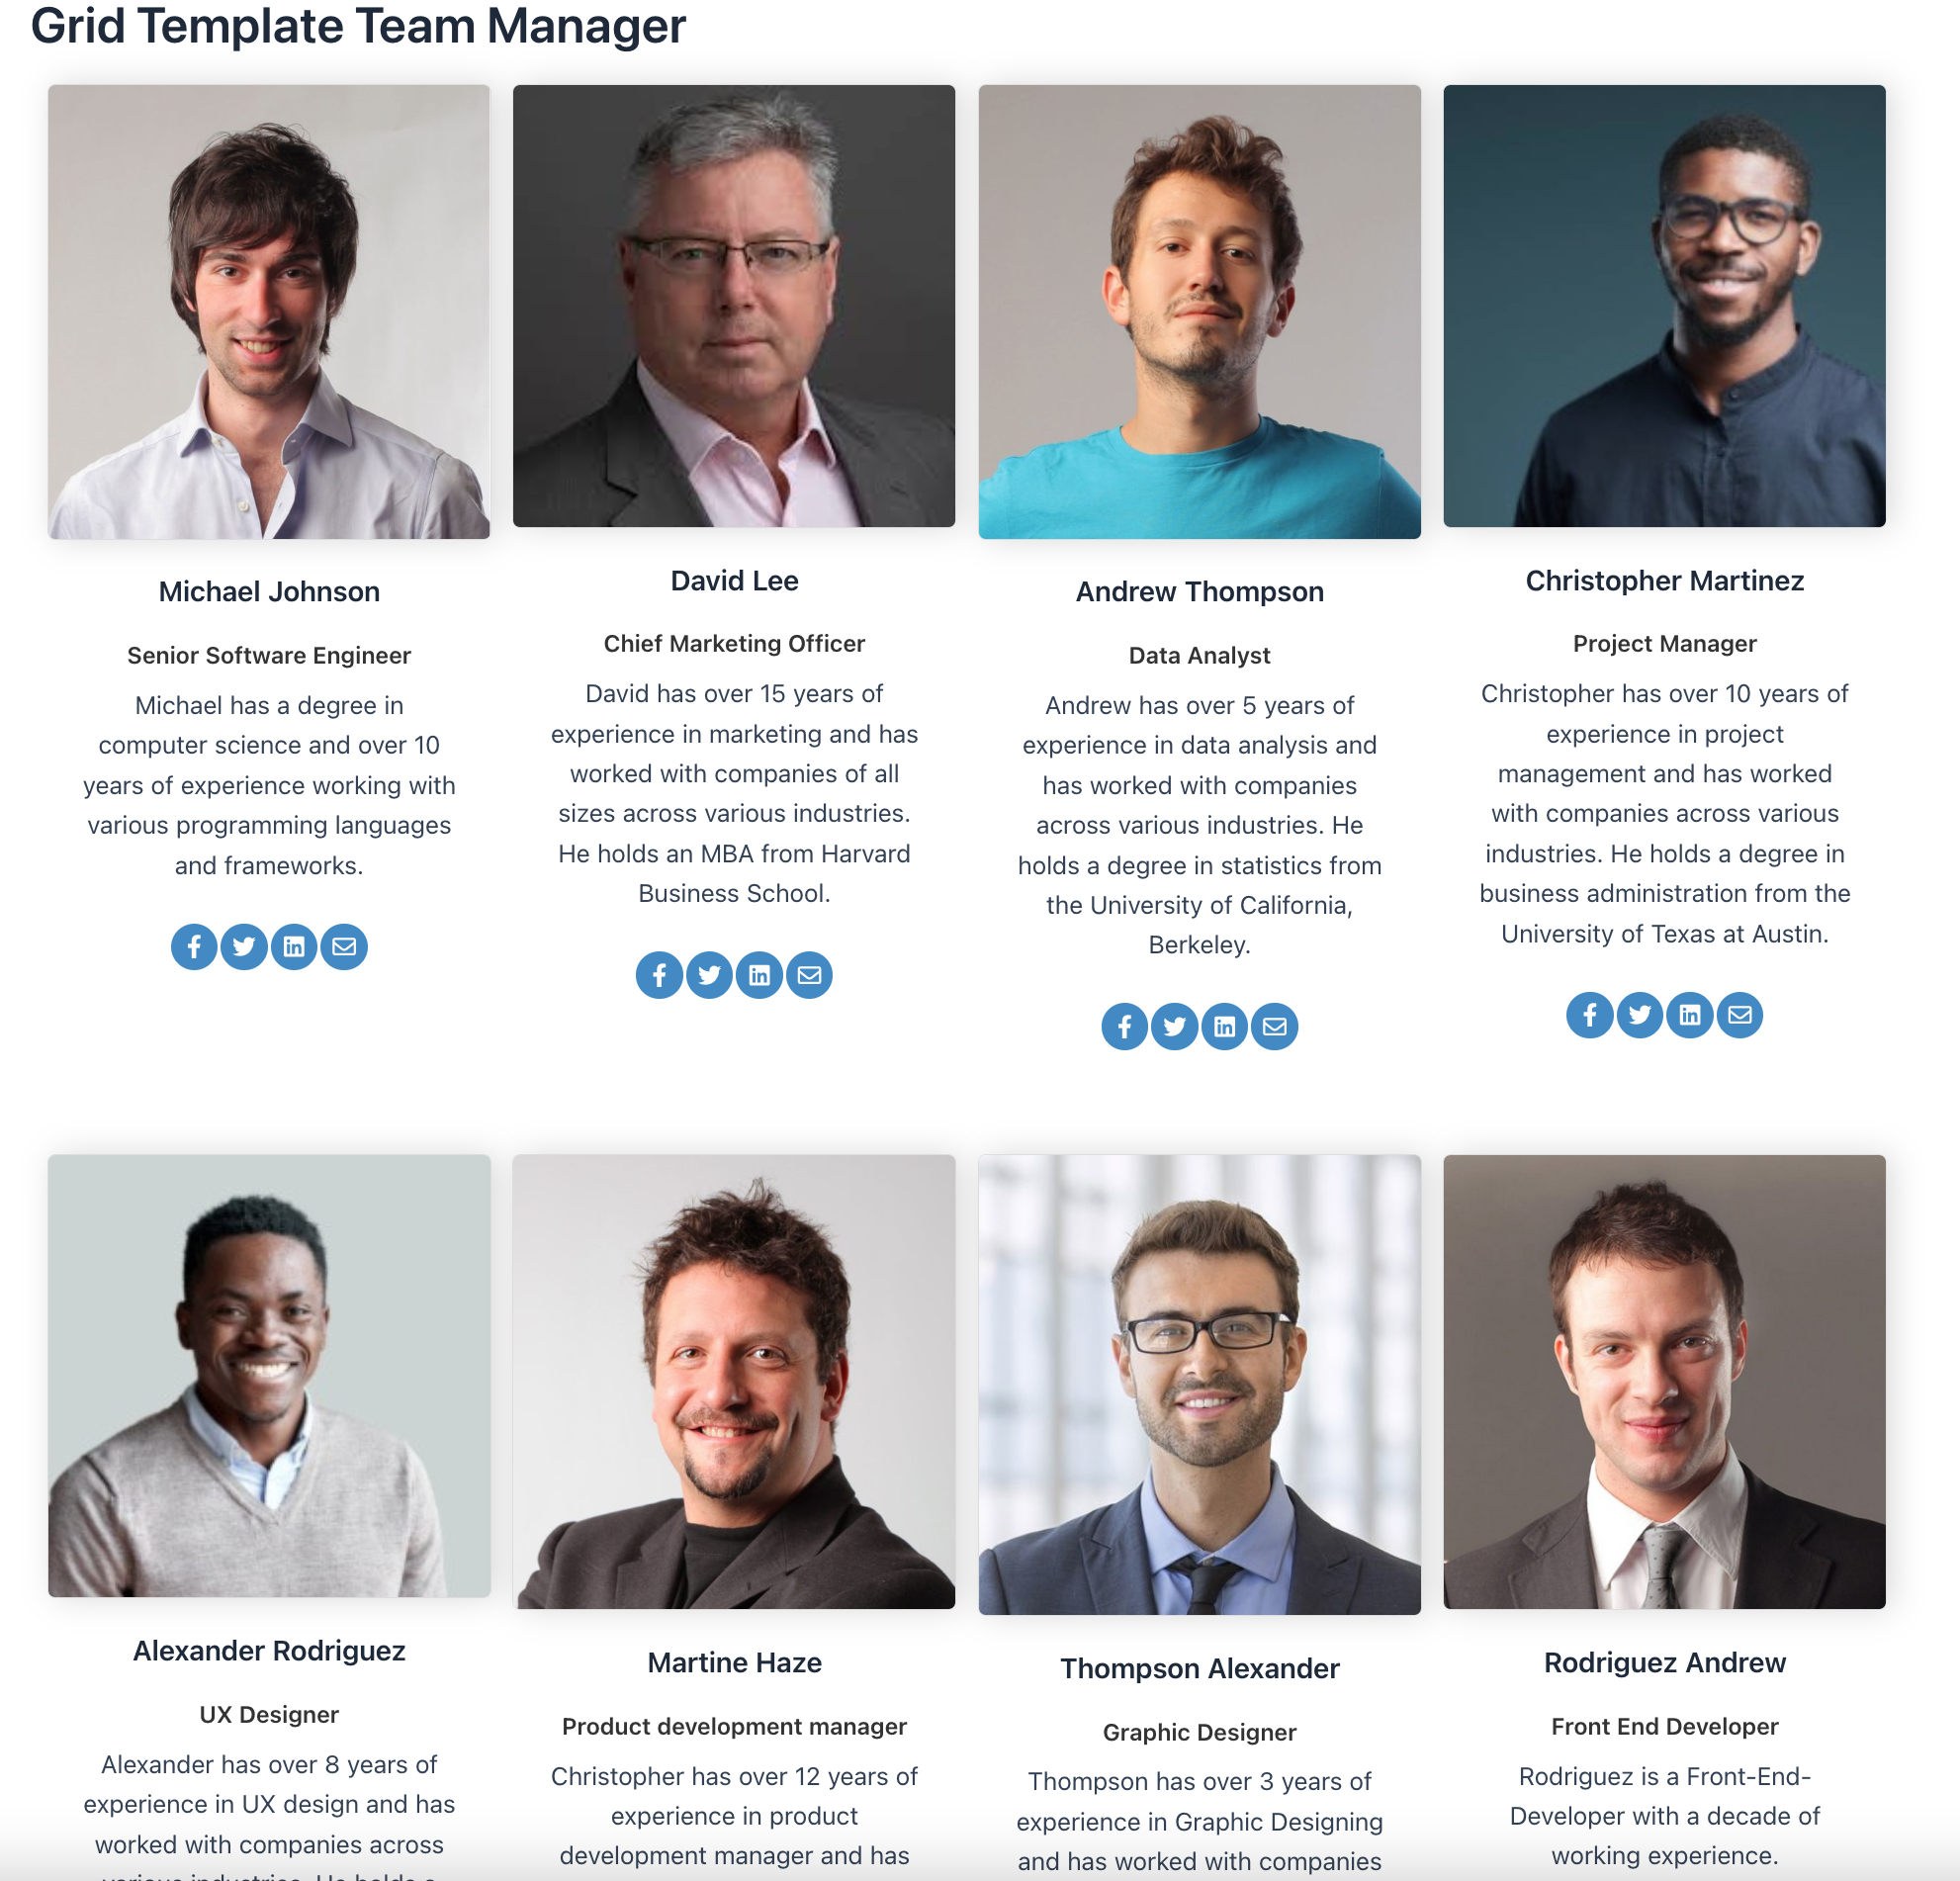 Grid Template Team Manager
Michael Johnson
Senior Software Engineer
Michael has a degree in
computer science and over 10
years of experience working with
various programming languages
and frameworks.
David Lee
Chief Marketing Officer
David has over 15 years of
experience in marketing and has
worked with companies of all
sizes across various industries.
He holds an MBA from Harvard
Business School.
Andrew Thompson
Data Analyst
Andrew has over 5 years of
experience in data analysis and
has worked with companies
across various industries. He
holds a degree in statistics from
the University of California,
Berkeley.
Christopher Martinez
Project Manager
Christopher has over 10 years of
experience in project
management and has worked
with companies across various
industries. He holds a degree in
business administration from the
University of Texas at Austin.
Alexander Rodriguez
UX Designer
Alexander has over 8 years of
experience in UX design and has
worked with companies across
various industries. He holds a
Martine Haze
Product development manager
Christopher has over 12 years of
experience in product
development manager and has
Thompson Alexander
Graphic Designer
Thompson has over 3 years of
experience in Graphic Designing
and has worked with companies
Rodriguez Andrew
Front End Developer
Rodriguez is a Front-End-
Developer with a decade of
working experience.